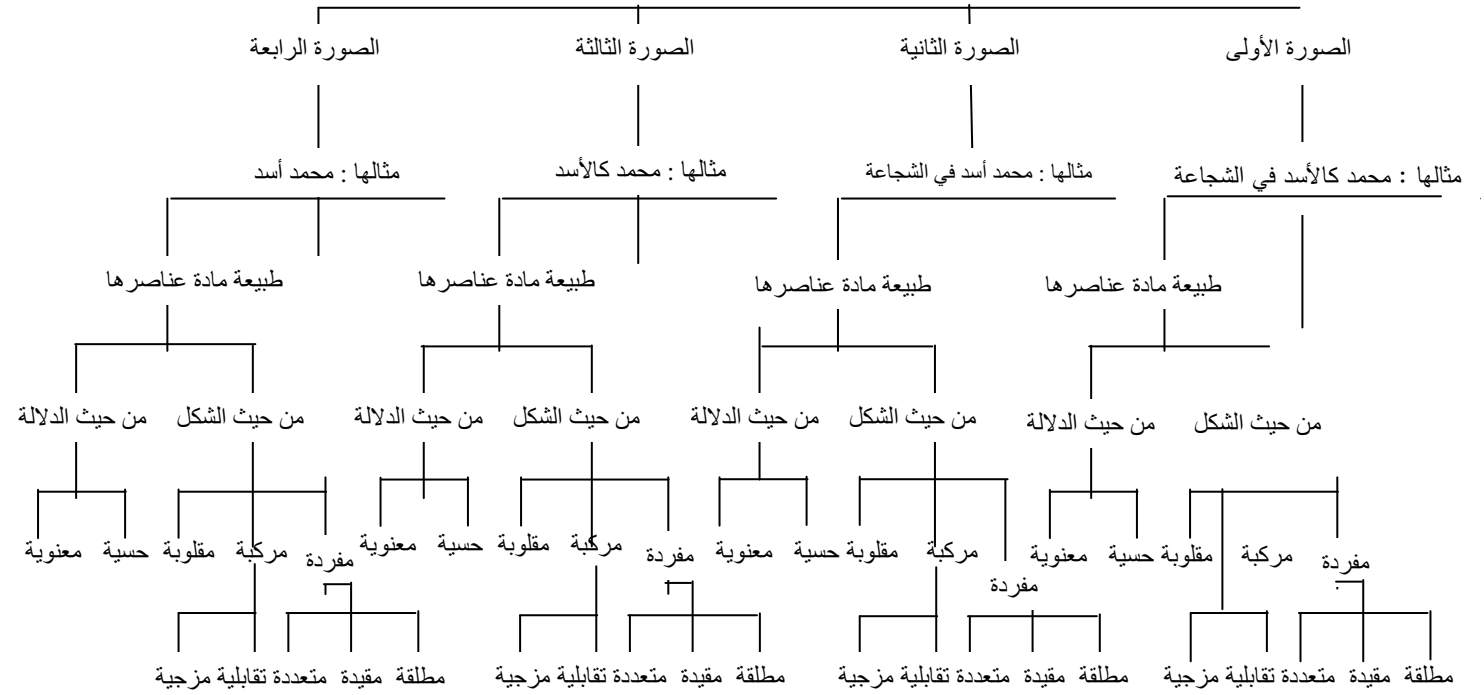 الصورة الأولى الصورة الثانية الصورة الثالثة الصورة الرابعة
مثالها : محمد كالأسد في الشجاعة مثالها : محمد أسد في الشجاعة مثالها : محمد كالأسد مثالها : محمد أسد
طبيعة مادة عناصرها طبيعة مادة عناصرها طبيعة مادة عناصرها طبيعة مادة عناصرها
من حيث الشكل من حيث الدلالة من حيث الشكل من حيث الدلالة من حيث الشكل من حيث الدلالة من حيث الشكل من حيث الدلالة
مفردة مركبة مقلوبة حسية معنوية مفردة مركبة مقلوبة حسية معنوية مفردة مركبة مقلوبة حسية معنوية مفردة مركبة مقلوبة حسية معنوية
مطلقة مقيدة متعددة تقابلية مزجية مطلقة مقيدة متعددة تقابلية مزجية مطلقة مقيدة متعددة تقابلية مزجية مطلقة مقيدة متعددة تقابلية مزجية